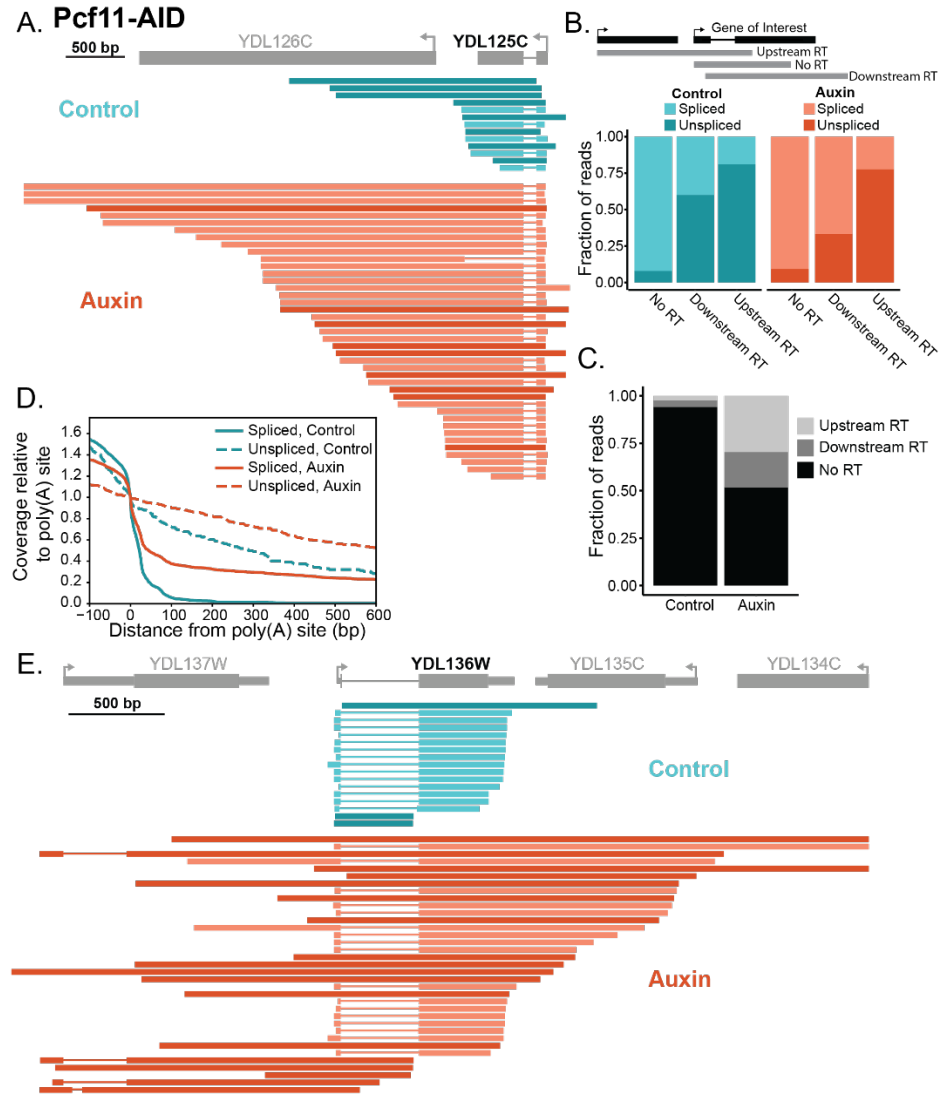 A. Pcf11-AID
500 bp
YDL126C
YDL125C
Control
Auxin
B.
Gene of Interest
Upstream RT
No RT
Downstream RT
Control
Spliced
Unspliced
Auxin
Spliced
Unspliced
Fraction of reads
1.00
0.75
0.50
0.25
0.00
No RT
Downstream RT
Upstream RT
No RT
Downstream RT
Upstream RT
C.
Fraction of reads
1.00
0.75
0.50
0.25
0.00
Control
Auxin
Upstream RT
Downstream RT
No RT
D.
Coverage relative
to poly(A) site
1.6
1.4
1.2
1.0
0.8
0.6
0.4
0.2
0.0
−100 0 100 200 300 400 500 600
Distance from poly(A) site (bp)
Spliced, Control
Unspliced, Control
Spliced, Auxin
Unspliced, Auxin
E.
YDL137W
YDL136W
YDL135C
YDL134C
500 bp
Control
Auxin